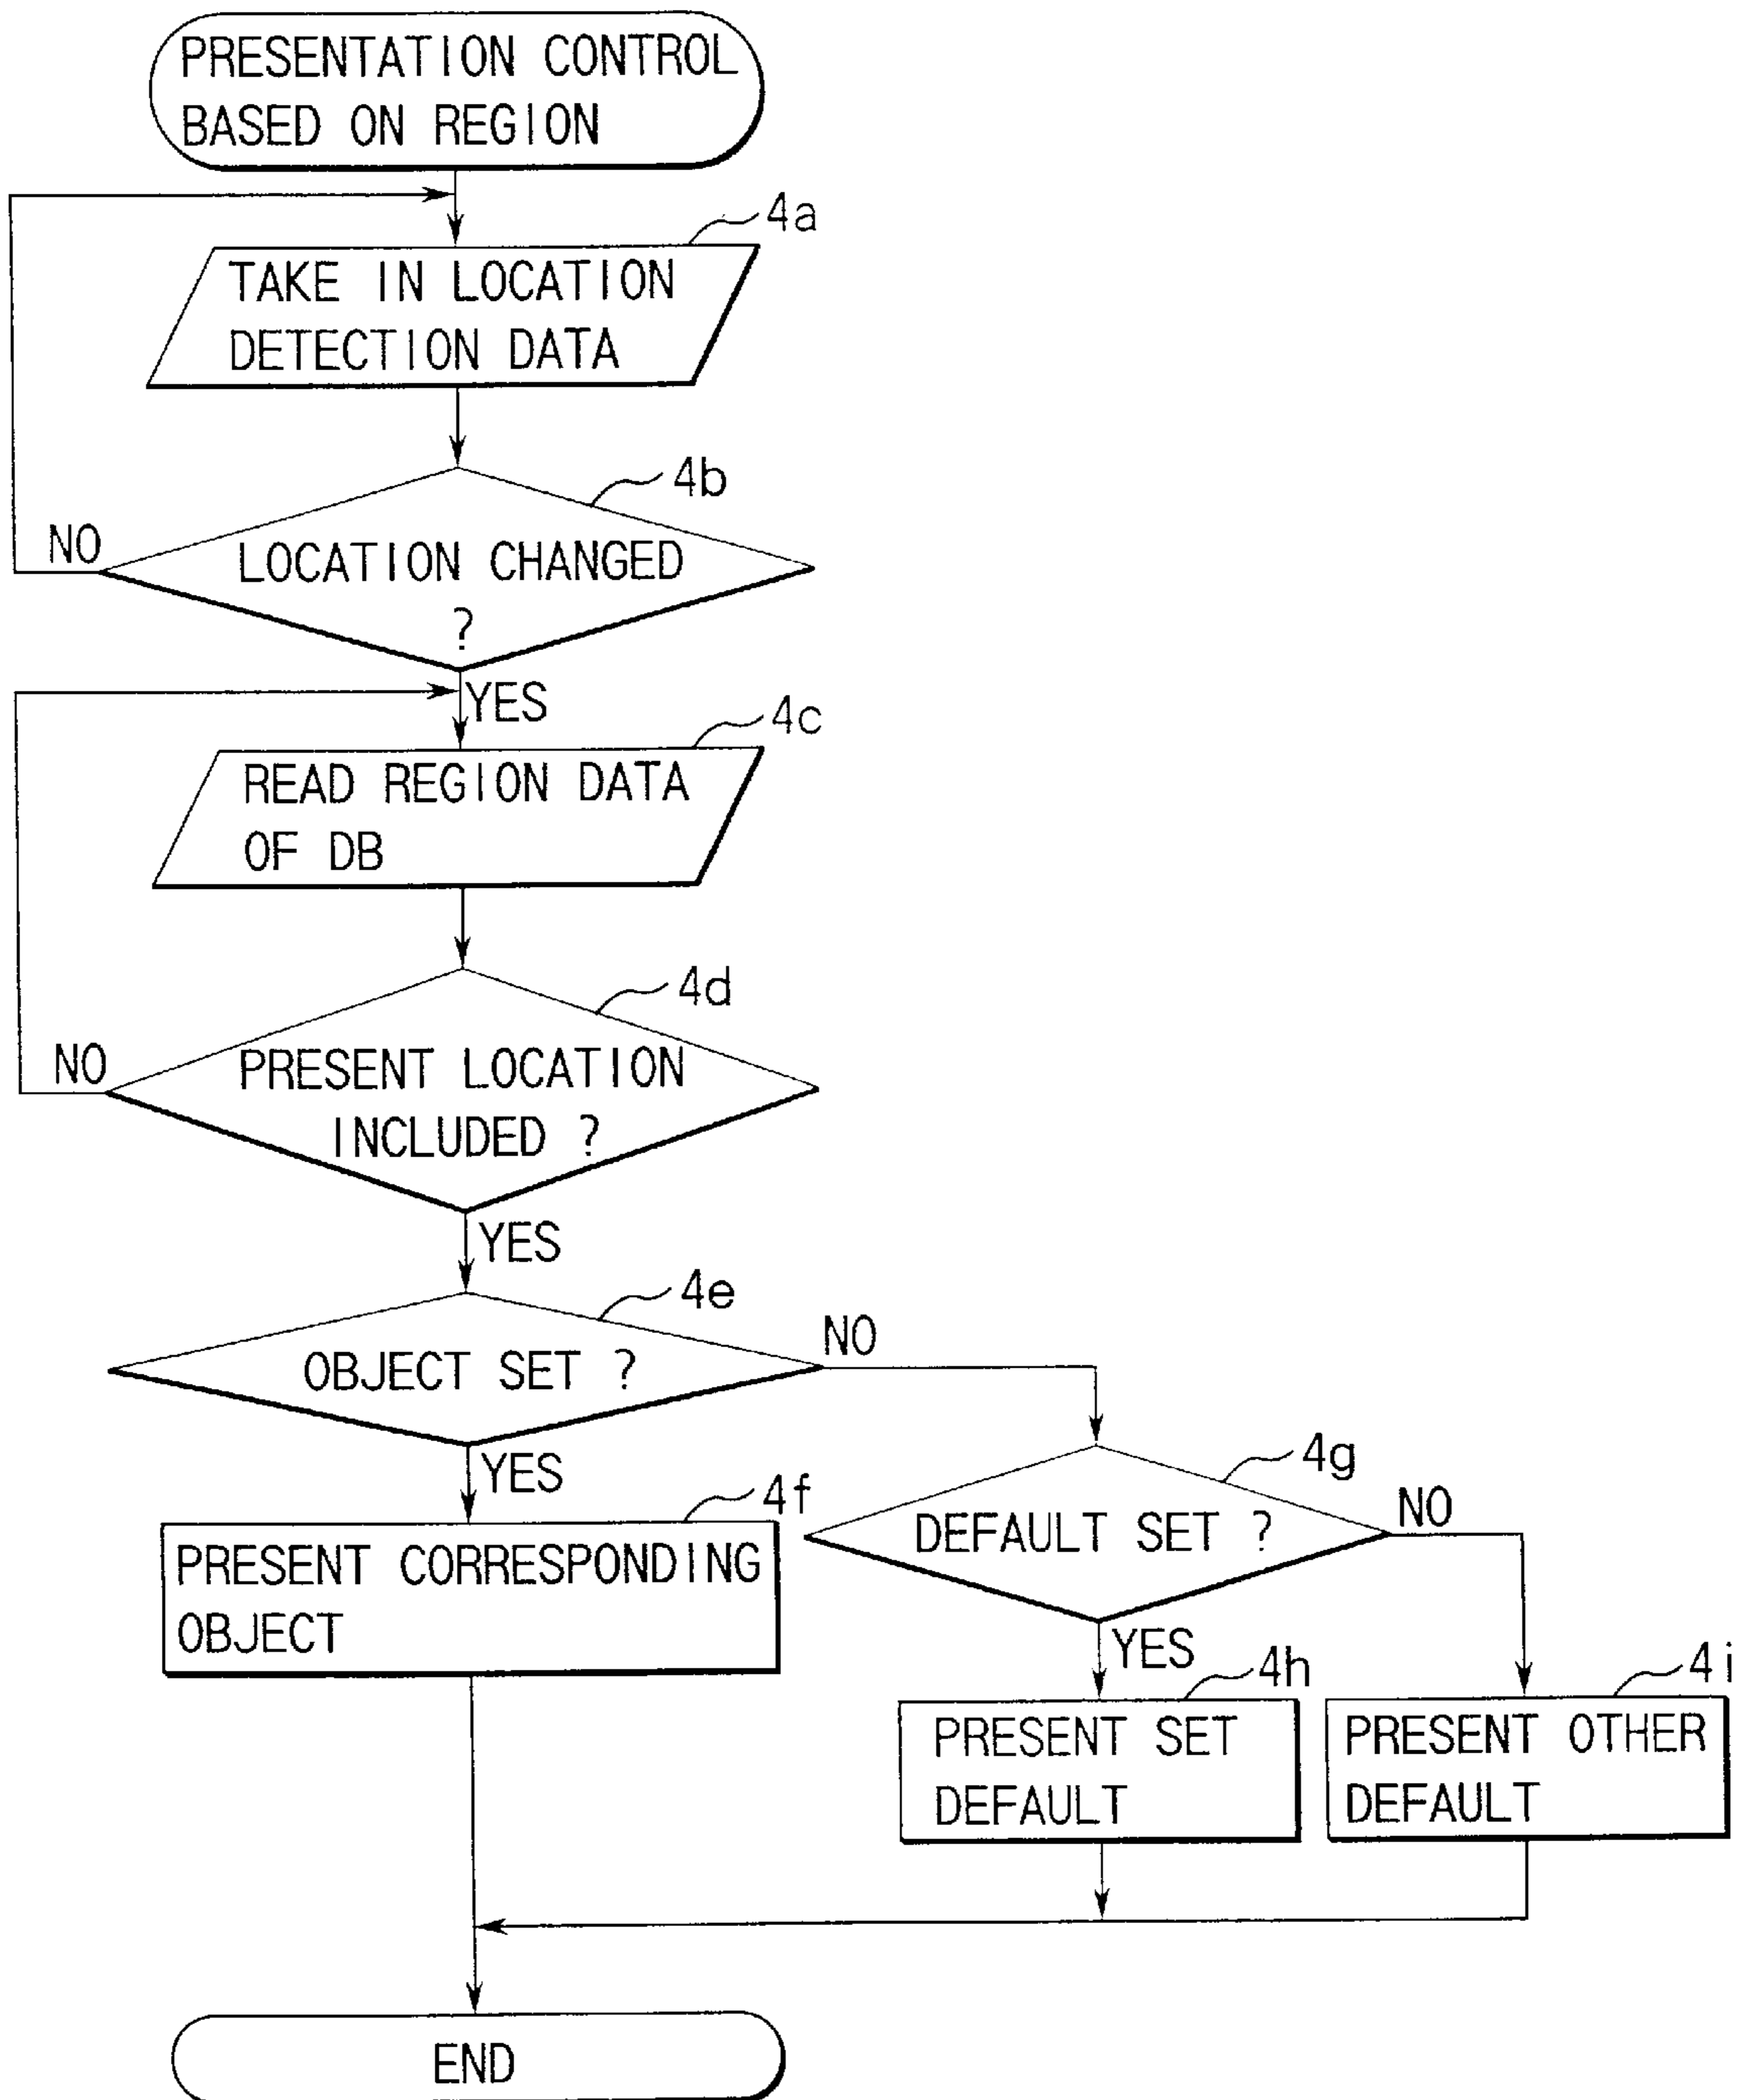 PRESENTATION CONTROL
BASED ON REGION
4a
TAKE IN LOCATION
DETECTION DATA
4b
NO
LOCATION CHANGED
?
YES
4c
READ REGION DATA
OF DB
4d
NO
PRESENT LOCATION
INCLUDED ?
YES
4e
NO
OBJECT SET ?
YES
4g
NO
DEFAULT SET ?
4f
PRESENT CORRESPONDING
OBJECT
YES
4h
4i
PRESENT SET
DEFAULT
PRESENT OTHER
DEFAULT
END